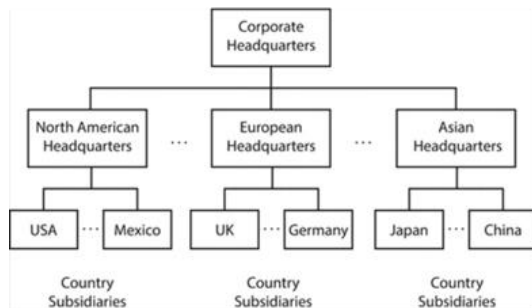 Corporate
Headquarters
North American
Headquarters
...
European
Headquarters
...
Asian
Headquarters
USA
...
Mexico
UK
...
Germany
Japan
...
China
Country
Subsidiaries
Country
Subsidiaries
Country
Subsidiaries